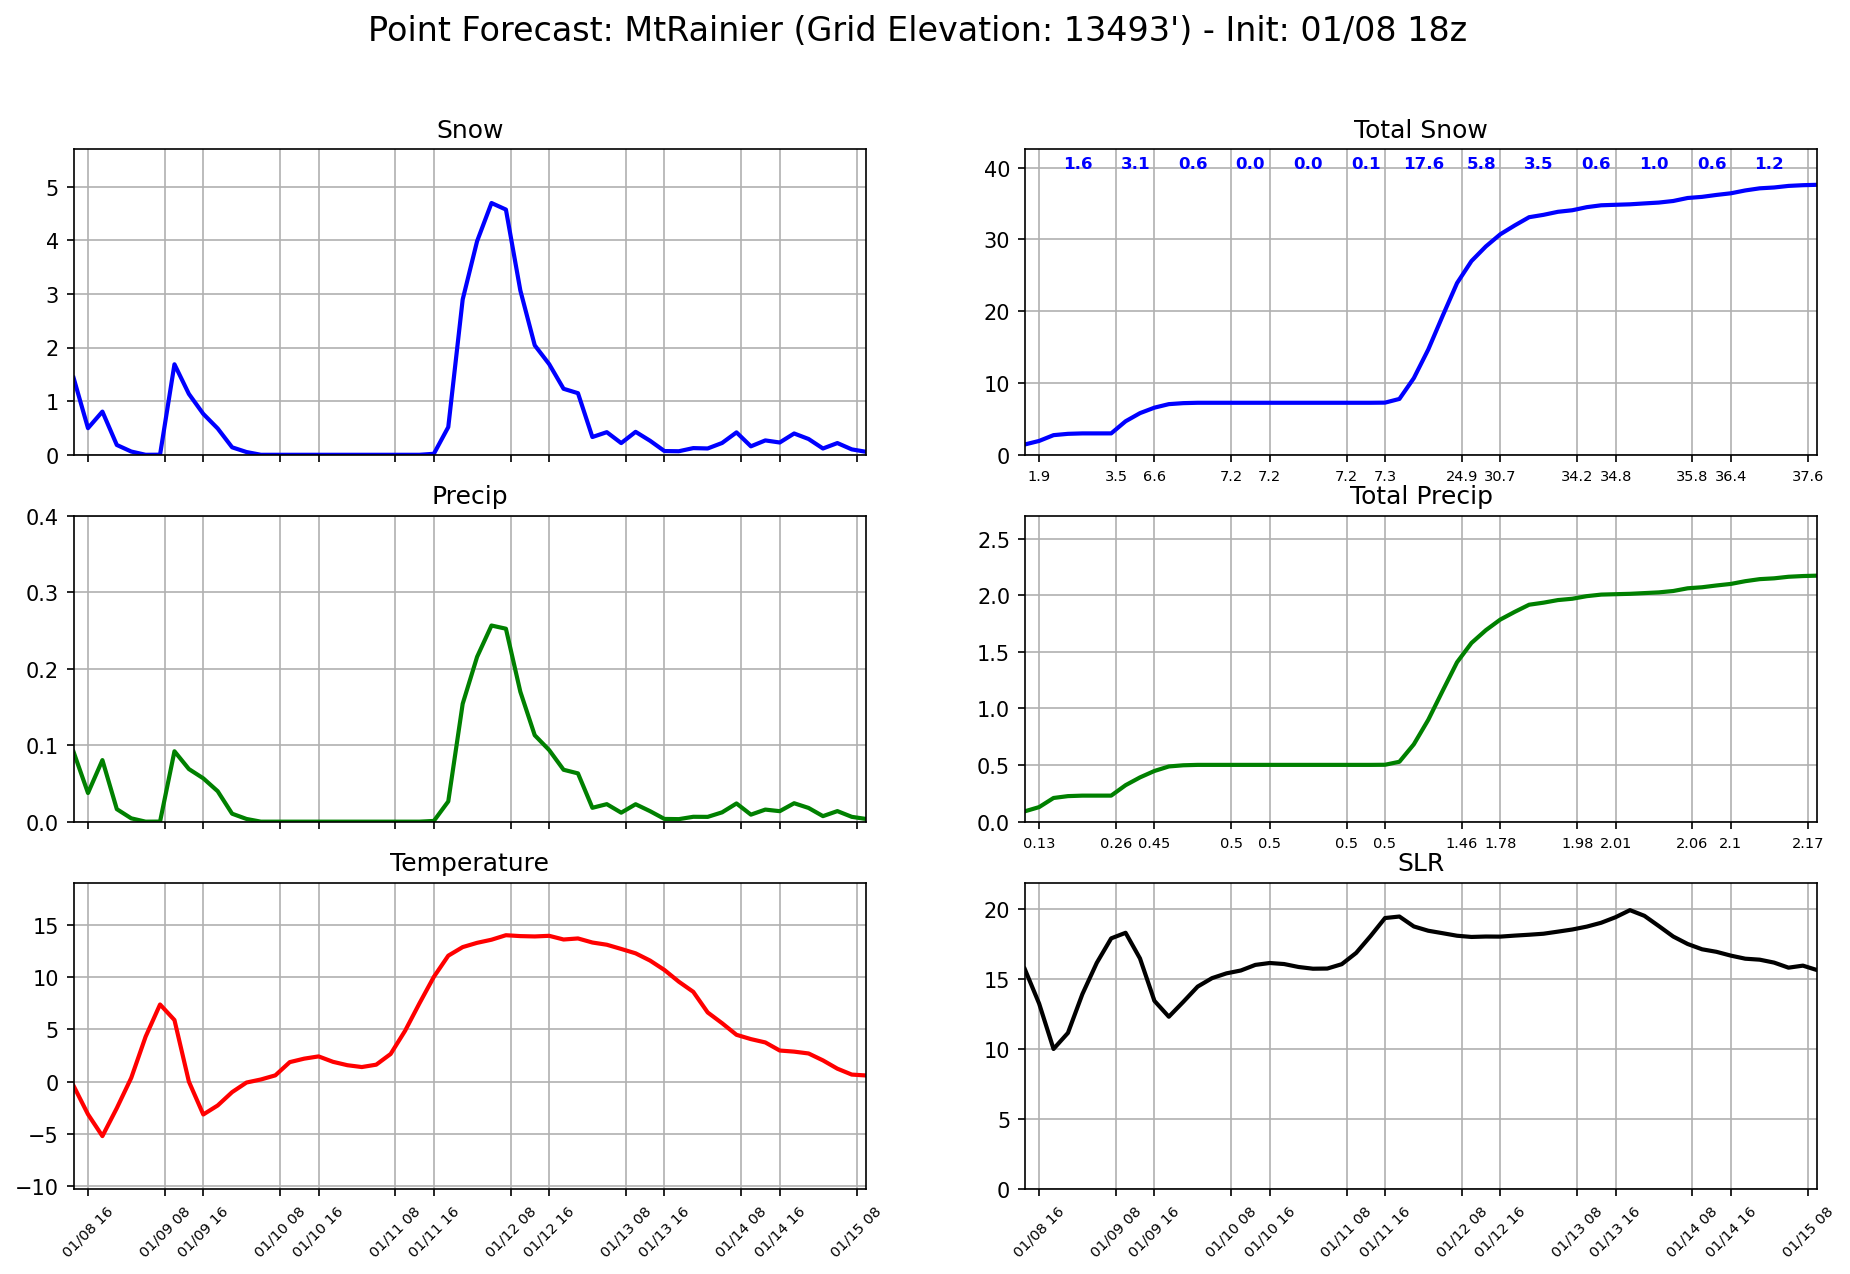 Point Forecast: MtRainier (Grid Elevation: 13493') - Init: 01/08 18z
Snow
5
4
3
2
1
0
Total Snow
1.6 3.1 0.6 0.0 0.0 0.1 17.6 5.8 3.5 0.6 1.0 0.6 1.2
40
30
20
10
0
1.9 3.5 6.6 7.2 7.2 7.2 7.3 24.9 30.7 34.2 34.8 35.8 36.4 37.6
Precip
0.4
0.3
0.2
0.1
0.0
Total Precip
2.5
2.0
1.5
1.0
0.5
0.0
0.13 0.26 0.45 0.5 0.5 0.5 0.5 1.46 1.78 1.98 2.01 2.06 2.1 2.17
Temperature
15
10
5
0
−5
−10
01/08 16 01/09 08 01/09 16 01/10 08 01/10 16 01/11 08 01/11 16 01/12 08 01/12 16 01/13 08 01/13 16 01/14 08 01/14 16 01/15 08
SLR
20
15
10
5
0
01/08 16 01/09 08 01/09 16 01/10 08 01/10 16 01/11 08 01/11 16 01/12 08 01/12 16 01/13 08 01/13 16 01/14 08 01/14 16 01/15 08